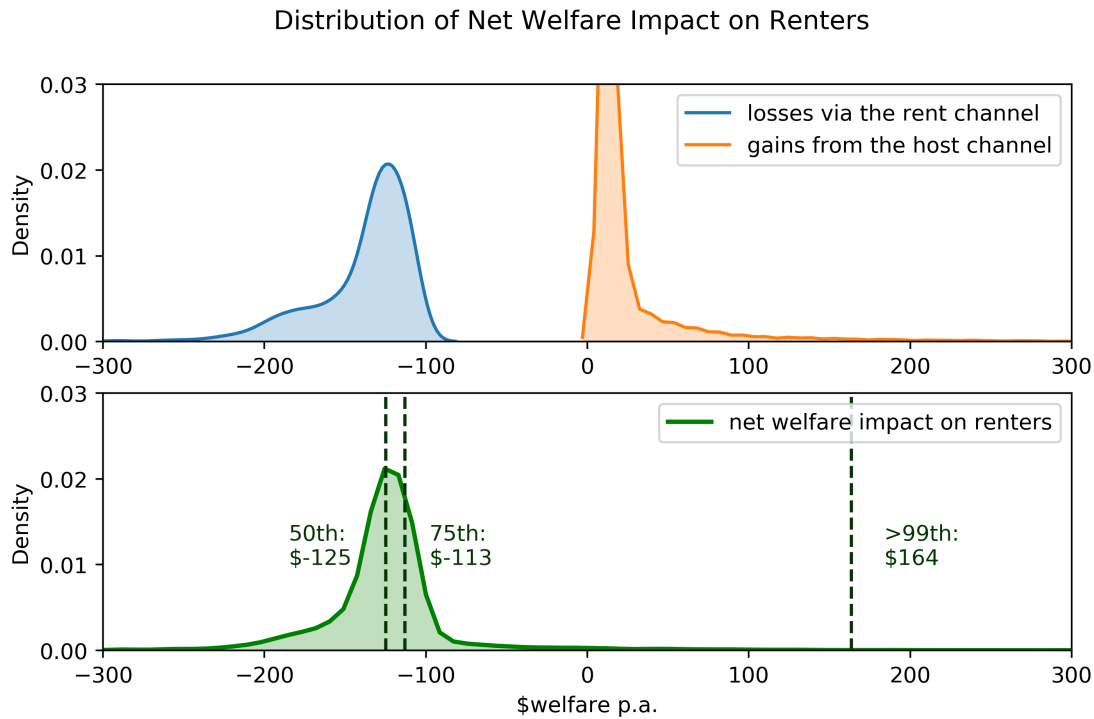 Distribution of Net Welfare Impact on Renters
0.03
0.02
0.01
0.00
Density
losses via the rent channel
gains from the host channel
−300
−200
−100
0
100
200
300
0.03
0.02
0.01
0.00
Density
net welfare impact on renters
50th:
$-125
75th:
$-113
>99th:
$164
−300
−200
−100
0
100
200
300
$welfare p.a.